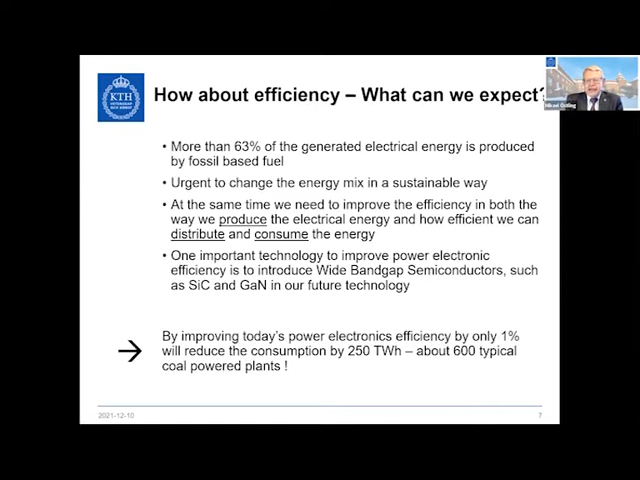 KTH
VETENSKAP
OCH KONST
How about efficiency – What can we expect?
Mikael Östling
• More than 63% of the generated electrical energy is produced
by fossil based fuel
• Urgent to change the energy mix in a sustainable way
• At the same time we need to improve the efficiency in both the
way we produce the electrical energy and how efficient we can
distribute and consume the energy
• One important technology to improve power electronic
efficiency is to introduce Wide Bandgap Semiconductors, such
as SiC and GaN in our future technology
→ By improving today's power electronics efficiency by only 1%
will reduce the consumption by 250 TWh – about 600 typical
coal powered plants !
2021-12-10
7